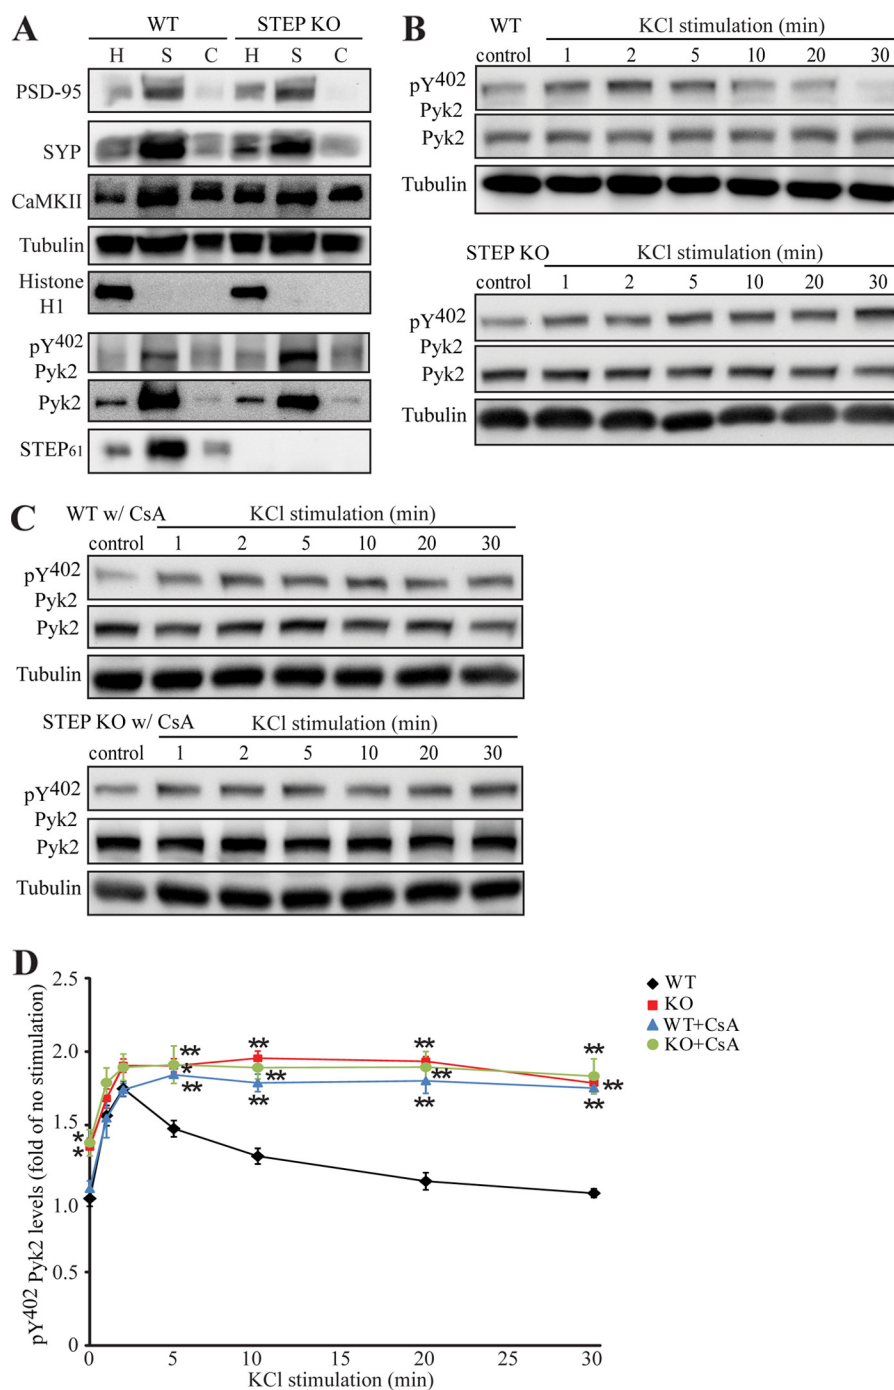 A
WT STEP KO
H S C H S C
PSD-95
SYP
CaMKII
Tubulin
Histone
H1
pY402
Pyk2
Pyk2
STEP61
B
WT KCl stimulation (min)
control 1 2 5 10 20 30
pY402
Pyk2
Pyk2
Tubulin
STEP KO KCl stimulation (min)
control 1 2 5 10 20 30
pY402
Pyk2
Pyk2
Tubulin
C
WT w/ CsA KCl stimulation (min)
control 1 2 5 10 20 30
pY402
Pyk2
Pyk2
Tubulin
STEP KO w/ CsA KCl stimulation (min)
control 1 2 5 10 20 30
pY402
Pyk2
Pyk2
Tubulin
D
pY402 Pyk2 levels (fold of no stimulation)
2.5
2.0
1.5
1.0
0.5
0
** ** ** **
* ** ** **
** ** ** **
*
*
WT
KO
WT+CsA
KO+CsA
0 5 10 15 20 25 30
KCl stimulation (min)